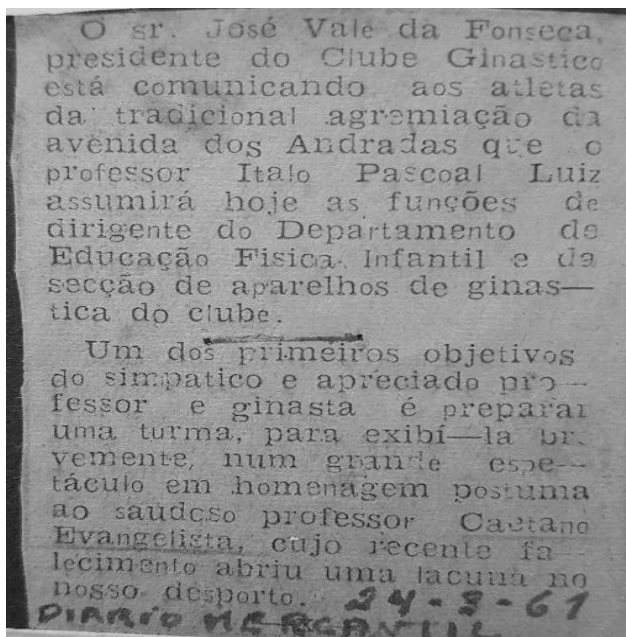 O sr. José Vale da Fonseca,
presidente do Clube Ginastico
está comunicando aos atletas
da tradicional agremiação da
avenida dos Andradas que o
professor Italo Pascoal Luiz
assumirá hoje as funções de
dirigente do Departamento de
Educação Fisica Infantil e da
secção de aparelhos de ginas—
tica do clube.
Um dos primeiros objetivos
do simpatico e apreciado pro—
fessor e ginasta é preparar
uma turma, para exibí—la br
vemente, num grande espe—
táculo em homenagem postuma
ao saudoso professor Caetano
Evangelista, cujo recente fa—
lecimento abriu uma lacuna no
nosso desporto. 24-3-61
DIARIO MERCANTIL